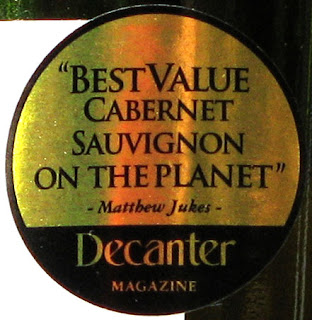 “BEST VALUE
CABERNET
SAUVIGNON
ON THE PLANET”
- Matthew Jukes -
Decanter
MAGAZINE